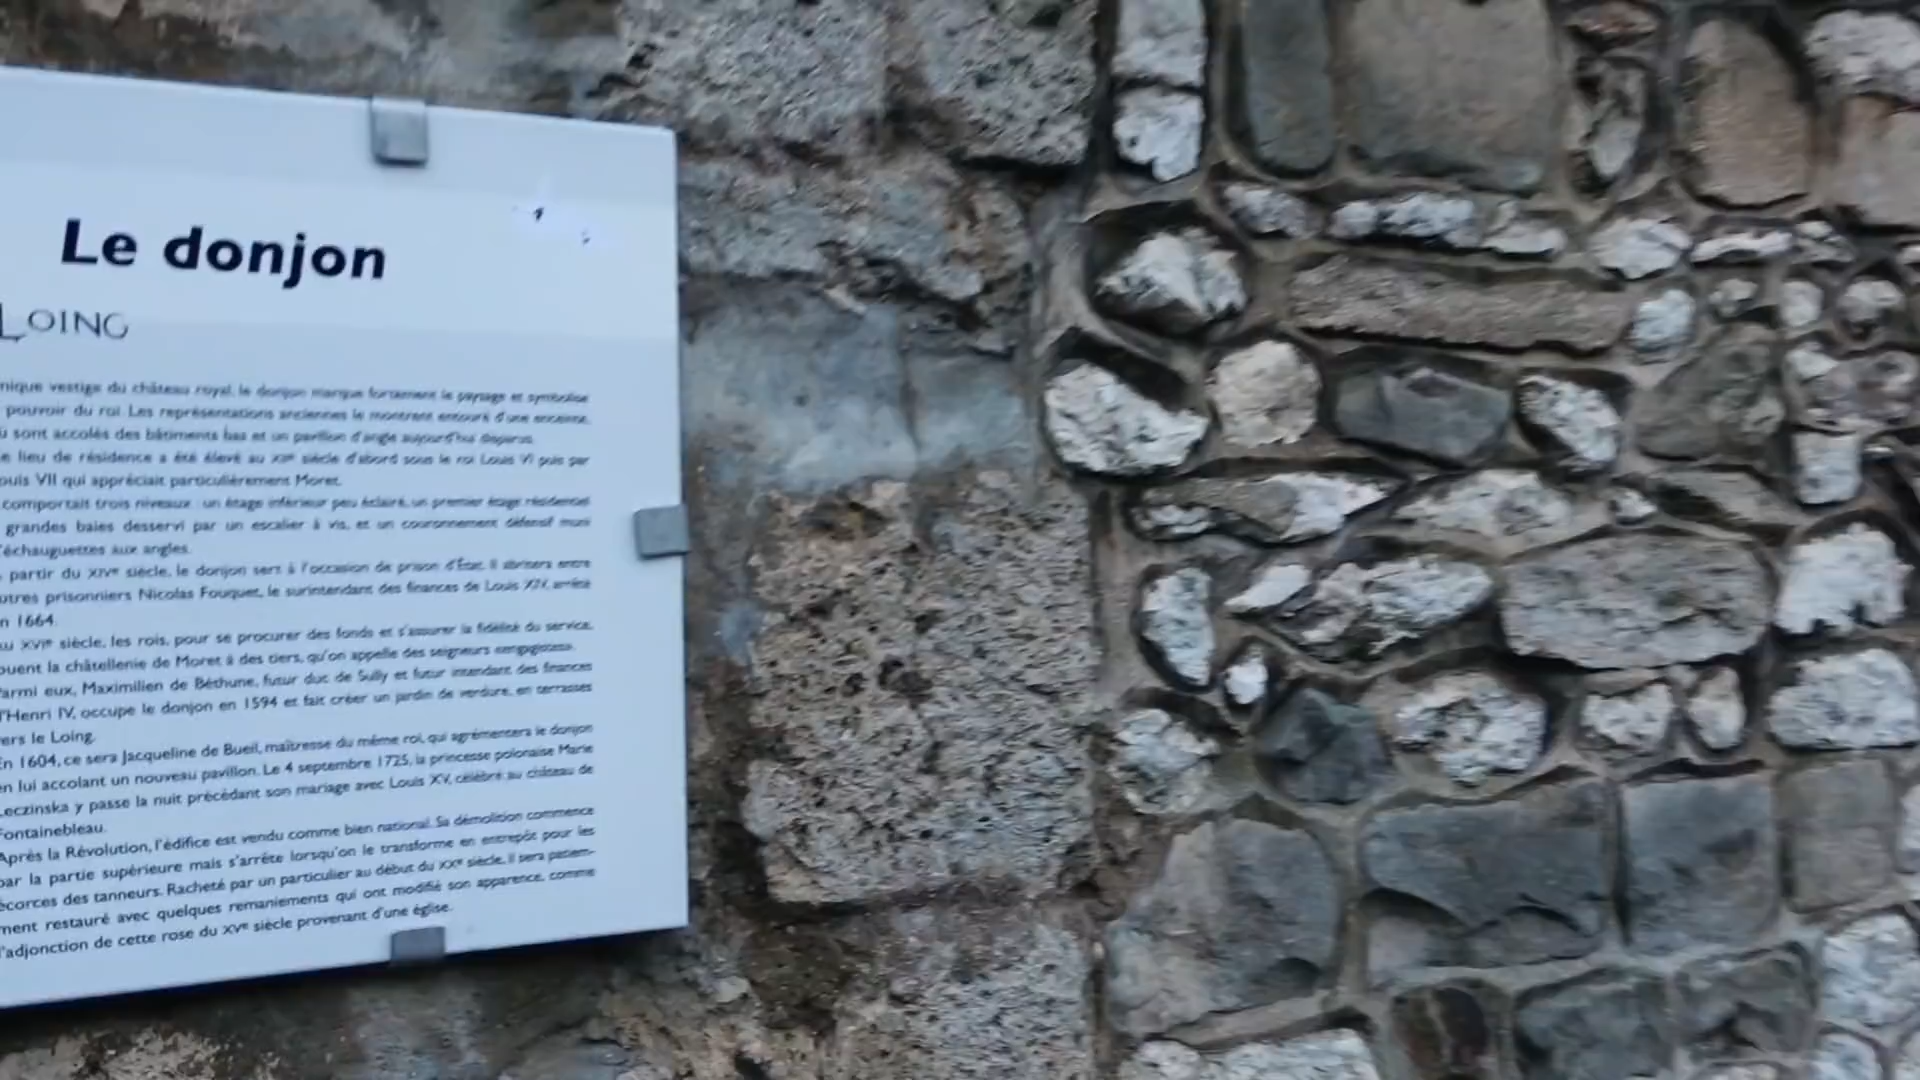 Le donjon
LOING
nique vestige du château royal, le donjon marque fortement le paysage et symbolise
pouvoir du roi. Les représentations anciennes le montrent entouré d'une enceinte,
ù sont accolés des bâtiments bas et un pavillon d'angle aujourd'hui disparus.
e lieu de résidence a été élevé au XIIe siècle d'abord sous le roi Louis VI puis par
ouis VII qui appréciait particulièrement Moret.
comportait trois niveaux : un étage inférieur peu éclairé, un premier étage résidentiel
grandes baies desservi par un escalier à vis, et un couronnement défensif muni
'échauguettes aux angles.
partir du XIVe siècle, le donjon sert à l'occasion de prison d'État. Il abritera entre
utres prisonniers Nicolas Fouquet, le surintendant des finances de Louis XIV, arrêté
n 1664.
u XVIe siècle, les rois, pour se procurer des fonds et s'assurer la fidélité du service,
ouent la châtellenie de Moret à des tiers, qu'on appelle des seigneurs engagistes.
armi eux, Maximilien de Béthune, futur duc de Sully et futur intendant des finances
d'Henri IV, occupe le donjon en 1594 et fait créer un jardin de verdure, en terrasses
ers le Loing.
En 1604, ce sera Jacqueline de Bueil, maîtresse du même roi, qui agrémentera le donjon
en lui accolant un nouveau pavillon. Le 4 septembre 1725, la princesse polonaise Marie
Leczinska y passe la nuit précédant son mariage avec Louis XV, célébré au château de
Fontainebleau.
Après la Révolution, l'édifice est vendu comme bien national. Sa démolition commence
par la partie supérieure mais s'arrête lorsqu'on le transforme en entrepôt pour les
écorces des tanneurs. Racheté par un particulier au début du XXe siècle, il sera patiem-
ment restauré avec quelques remaniements qui ont modifié son apparence, comme
l'adjonction de cette rose du XVe siècle provenant d'une église.